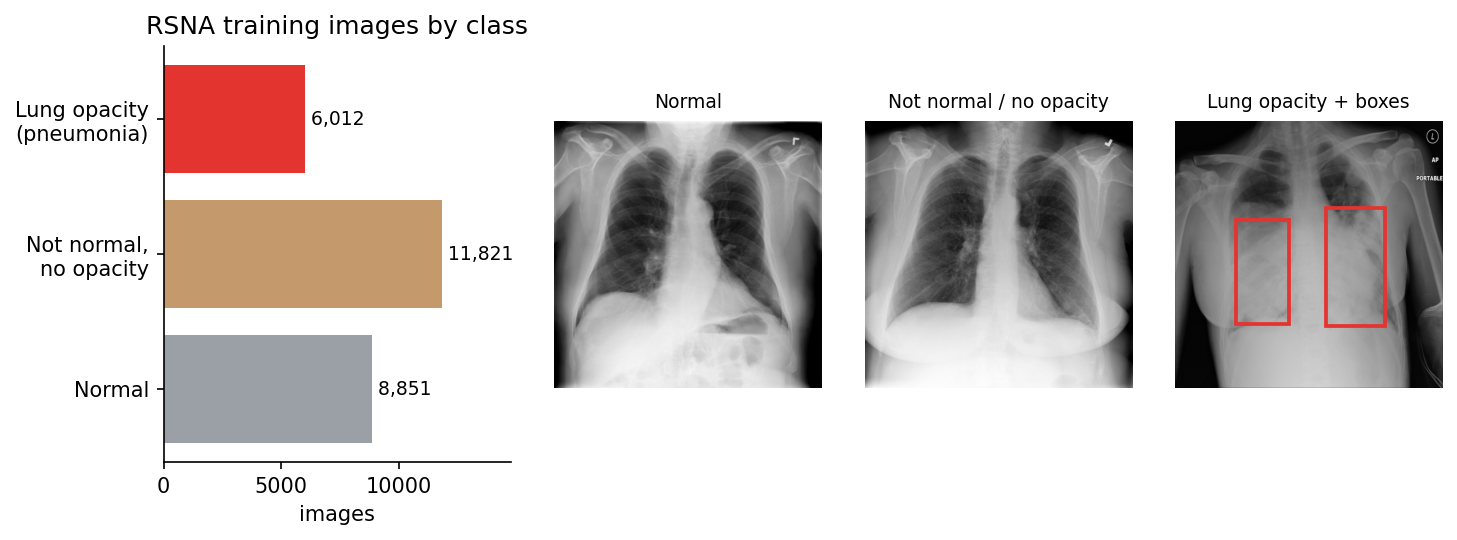 RSNA training images by class
Lung opacity
(pneumonia)
6,012
Not normal,
no opacity
11,821
Normal
8,851
0
5000
10000
images
Normal
Not normal / no opacity
Lung opacity + boxes
L
L
AP
PORTABLE